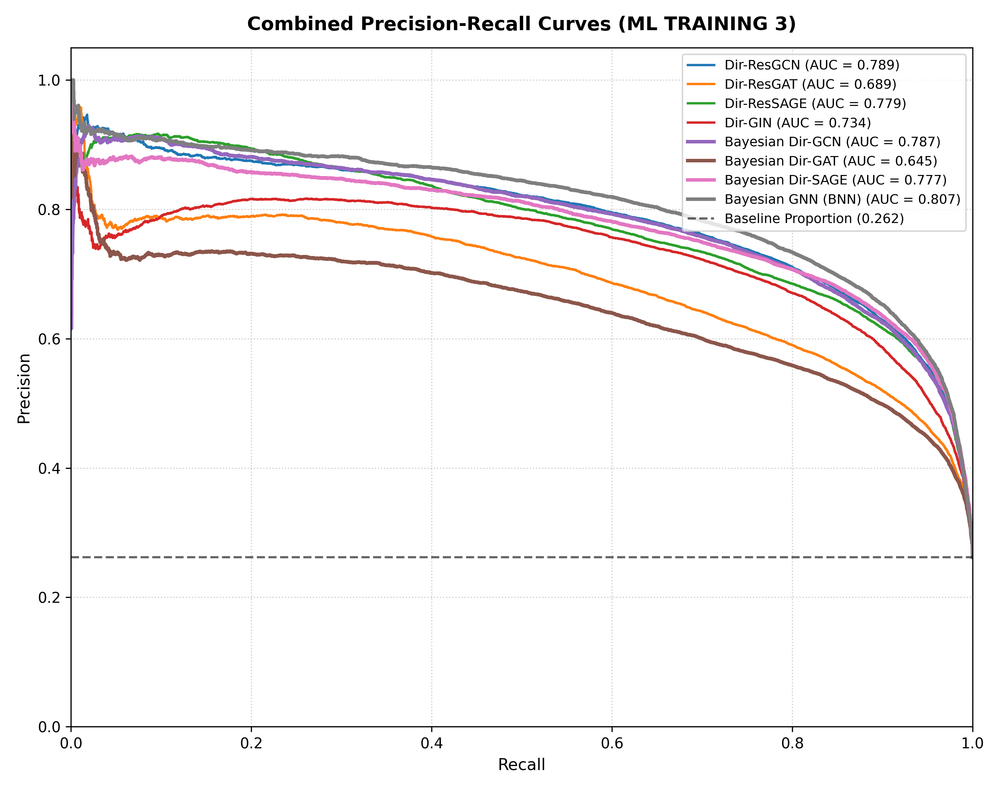 Combined Precision-Recall Curves (ML TRAINING 3)
Dir-ResGCN (AUC = 0.789)
Dir-ResGAT (AUC = 0.689)
Dir-ResSAGE (AUC = 0.779)
Dir-GIN (AUC = 0.734)
Bayesian Dir-GCN (AUC = 0.787)
Bayesian Dir-GAT (AUC = 0.645)
Bayesian Dir-SAGE (AUC = 0.777)
Bayesian GNN (BNN) (AUC = 0.807)
Baseline Proportion (0.262)
1.0
0.8
0.6
0.4
0.2
0.0
Precision
0.0 0.2 0.4 0.6 0.8 1.0
Recall